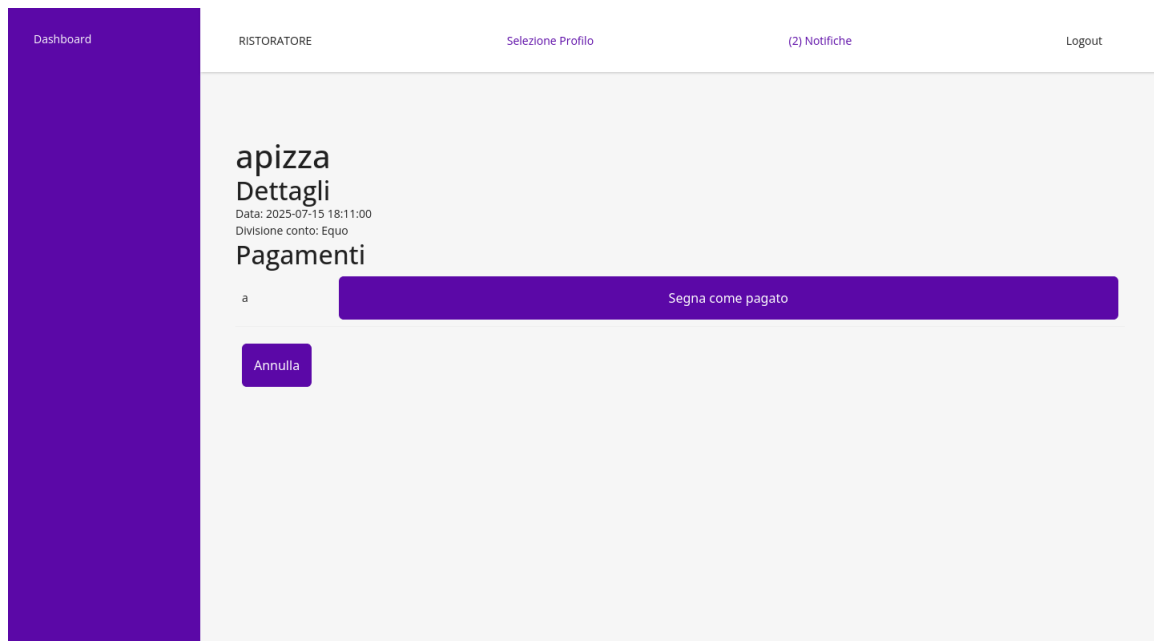 Dashboard
RISTORATORE
Selezione Profilo
(2) Notifiche
Logout
apizza
Dettagli
Data: 2025-07-15 18:11:00
Divisione conto: Equo
Pagamenti
a
Segna come pagato
Annulla